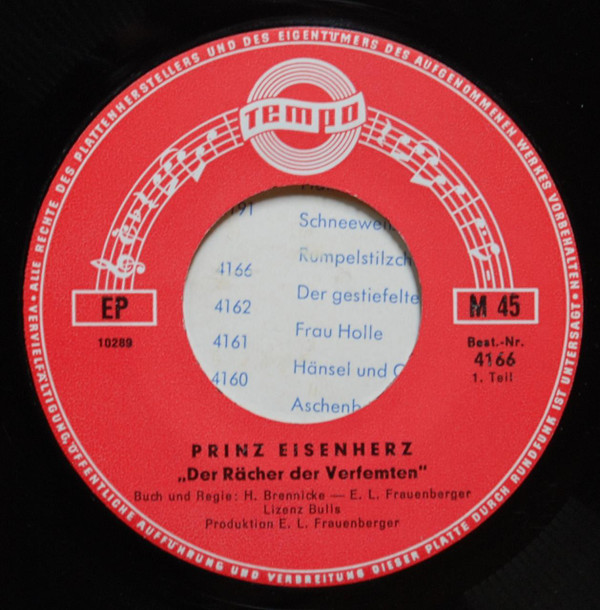 ALLE RECHTE DES PLATTENHERSTELLERS UND DES EIGENTÜMERS DES AUFGENOMMENEN WERKES VORBEHALTEN • VERVIELFÄLTIGUNG, ÖFFENTLICHE AUFFÜHRUNG UND VERBREITUNG DIESER PLATTE DURCH RUNDFUNK IST UNTERSAGT •
Tempo
Schneewei
4166 Rumpelstilzch
4162 Der gestiefelte
4161 Frau Holle
4160 Hänsel und G
Aschenb
EP
M 45
10289
Best.-Nr.
4166
1. Teil
PRINZ EISENHERZ
„Der Rächer der Verfemten"
Buch und Regie: H. Brennicke — E. L. Frauenberger
Lizenz Bulls
Produktion E. L. Frauenberger